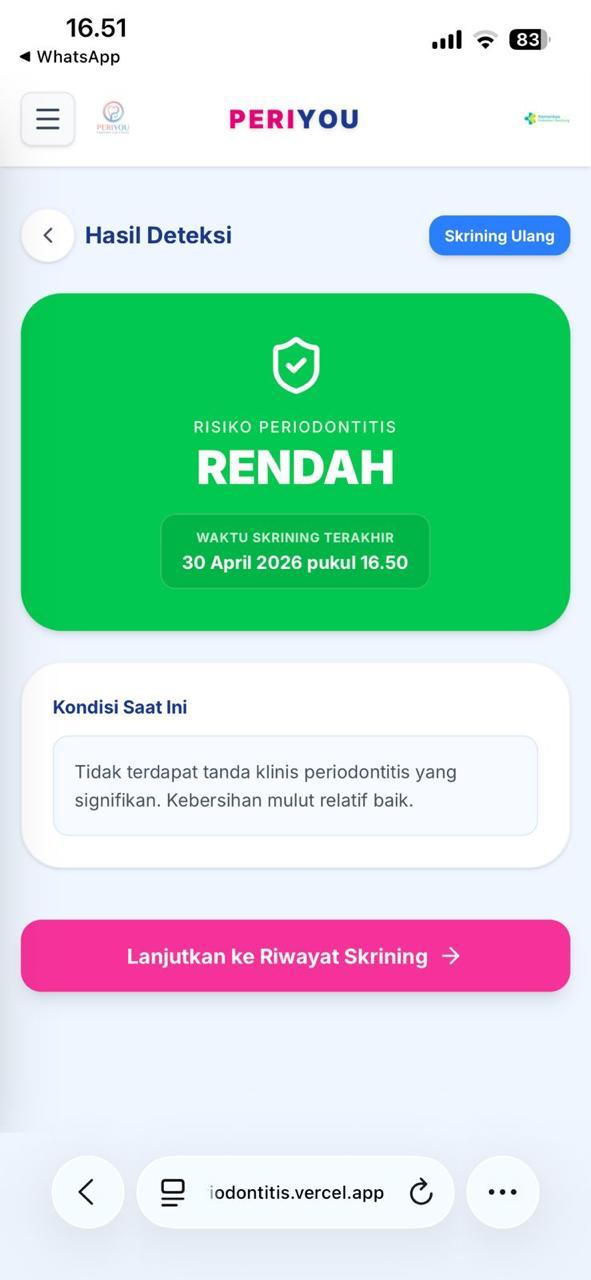 16.51
83
◀ WhatsApp
PERIYOU
PERIYOU
Hasil Deteksi
Skrining Ulang
RISIKO PERIODONTITIS
RENDAH
WAKTU SKRINING TERAKHIR
30 April 2026 pukul 16.50
Kondisi Saat Ini
Tidak terdapat tanda klinis periodontitis yang
signifikan. Kebersihan mulut relatif baik.
Lanjutkan ke Riwayat Skrining →
iodontitis.vercel.app